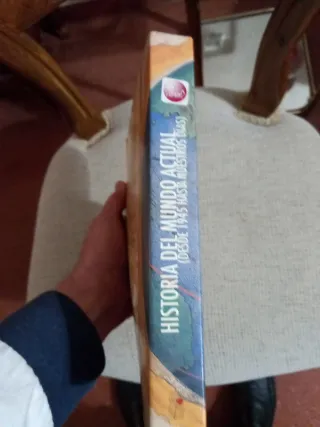 HISTORIA DEL MUNDO ACTUAL
(DESDE 1945 HASTA NUESTROS DÍAS)